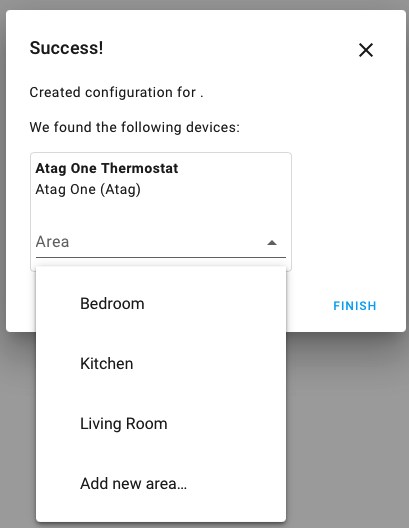 Success!
Created configuration for .
We found the following devices:
Atag One Thermostat
Atag One (Atag)
Area
Bedroom
FINISH
Kitchen
Living Room
Add new area…